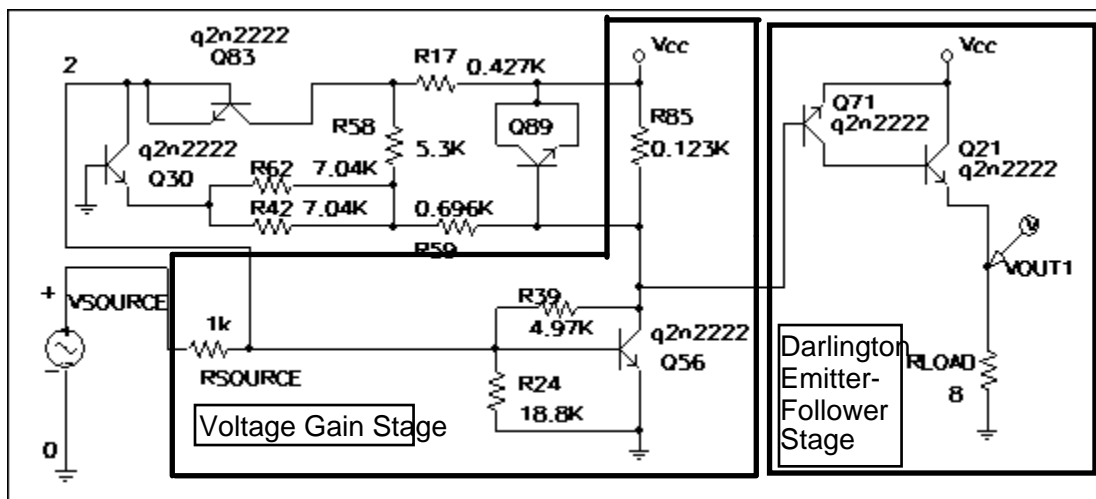 q2n2222
Q83
2
R17
0.427K
Vcc
Vcc
R58
5.3K
Q89
R85
0.123K
Q71
q2n2222
q2n2222
Q30
R62
7.04K
Q21
q2n2222
R42
7.04K
0.696K
R59
+
VSOURCE
-
VOUT1
V
1k
RSOURCE
R39
4.97K
q2n2222
Q56
R24
18.8K
Darlington
Emitter-
Follower
Stage
RLOAD
8
Voltage Gain Stage
0